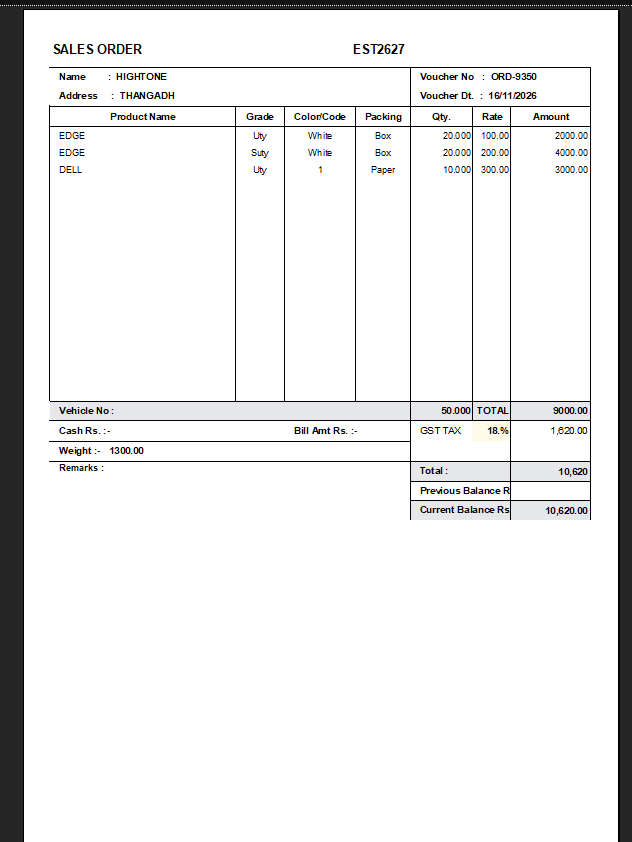 SALES ORDER EST2627
Name : HIGHTONE Voucher No : ORD-9350
Address : THANGADH Voucher Dt. : 16/11/2026
Product Name Grade Color/Code Packing Qty. Rate Amount
EDGE Uty White Box 20.000 100.00 2000.00
EDGE Suty White Box 20.000 200.00 4000.00
DELL Uty 1 Paper 10.000 300.00 3000.00
Vehicle No : 50.000 TOTAL 9000.00
Cash Rs. :- Bill Amt Rs. :- GST TAX 18.% 1,620.00
Weight :- 1300.00
Remarks : Total : 10,620
Previous Balance R
Current Balance Rs 10,620.00